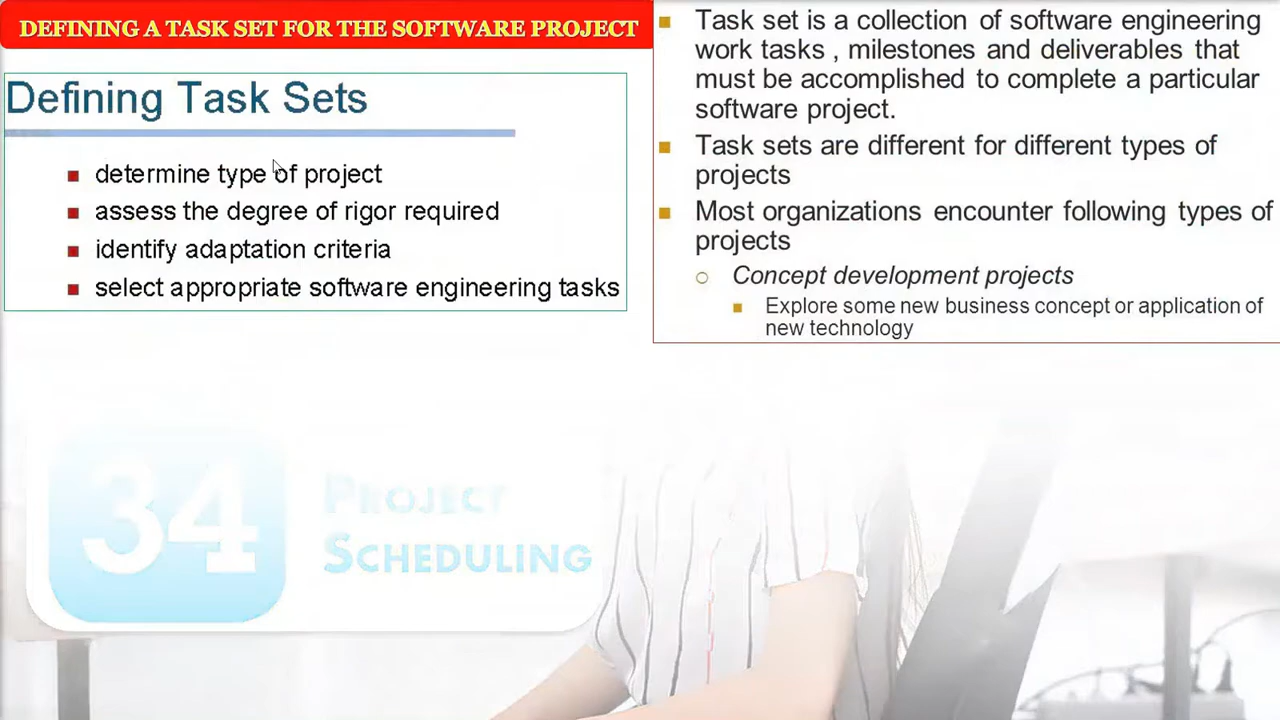 DEFINING A TASK SET FOR THE SOFTWARE PROJECT
Defining Task Sets
determine type of project
assess the degree of rigor required
identify adaptation criteria
select appropriate software engineering tasks
Task set is a collection of software engineering
work tasks , milestones and deliverables that
must be accomplished to complete a particular
software project.
Task sets are different for different types of
projects
Most organizations encounter following types of
projects
Concept development projects
Explore some new business concept or application of
new technology
34
PROJECT
SCHEDULING